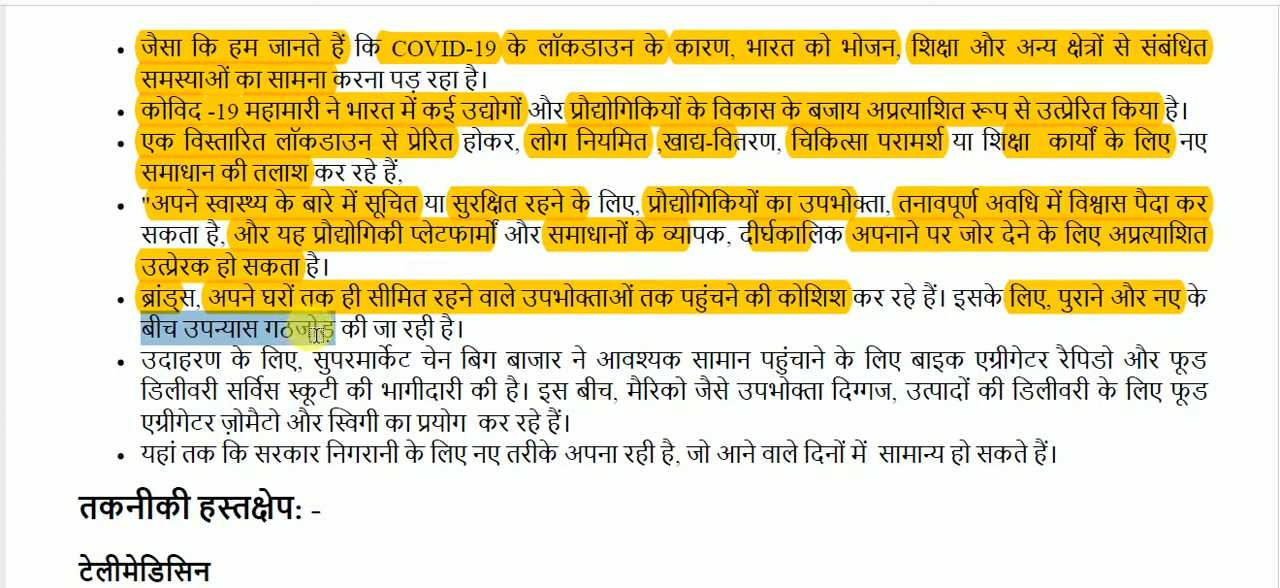 • जैसा कि हम जानते हैं कि COVID-19 के लॉकडाउन के कारण, भारत को भोजन, शिक्षा और अन्य क्षेत्रों से संबंधित
समस्याओं का सामना करना पड़ रहा है।
• कोविद -19 महामारी ने भारत में कई उद्योगों और प्रौद्योगिकियों के विकास के बजाय अप्रत्याशित रूप से उत्प्रेरित किया है।
• एक विस्तारित लॉकडाउन से प्रेरित होकर, लोग नियमित ,खाद्य-वितरण, चिकित्सा परामर्श या शिक्षा कार्यों के लिए नए
समाधान की तलाश कर रहे हैं,
• "अपने स्वास्थ्य के बारे में सूचित या सुरक्षित रहने के लिए, प्रौद्योगिकियों का उपभोक्ता, तनावपूर्ण अवधि में विश्वास पैदा कर
सकता है, और यह प्रौद्योगिकी प्लेटफार्मों और समाधानों के व्यापक, दीर्घकालिक अपनाने पर जोर देने के लिए अप्रत्याशित
उत्प्रेरक हो सकता है।
• ब्रांड्स, अपने घरों तक ही सीमित रहने वाले उपभोक्ताओं तक पहुंचने की कोशिश कर रहे हैं। इसके लिए, पुराने और नए के
बीच उपन्यास गठजोड़ की जा रही है।
• उदाहरण के लिए, सुपरमार्केट चेन बिग बाजार ने आवश्यक सामान पहुंचाने के लिए बाइक एग्रीगेटर रैपिडो और फूड
डिलीवरी सर्विस स्कूटी की भागीदारी की है। इस बीच, मैरिको जैसे उपभोक्ता दिग्गज, उत्पादों की डिलीवरी के लिए फूड
एग्रीगेटर ज़ोमैटो और स्विगी का प्रयोग कर रहे हैं।
• यहां तक कि सरकार निगरानी के लिए नए तरीके अपना रही है, जो आने वाले दिनों में सामान्य हो सकते हैं।
तकनीकी हस्तक्षेप: -
टेलीमेडिसिन